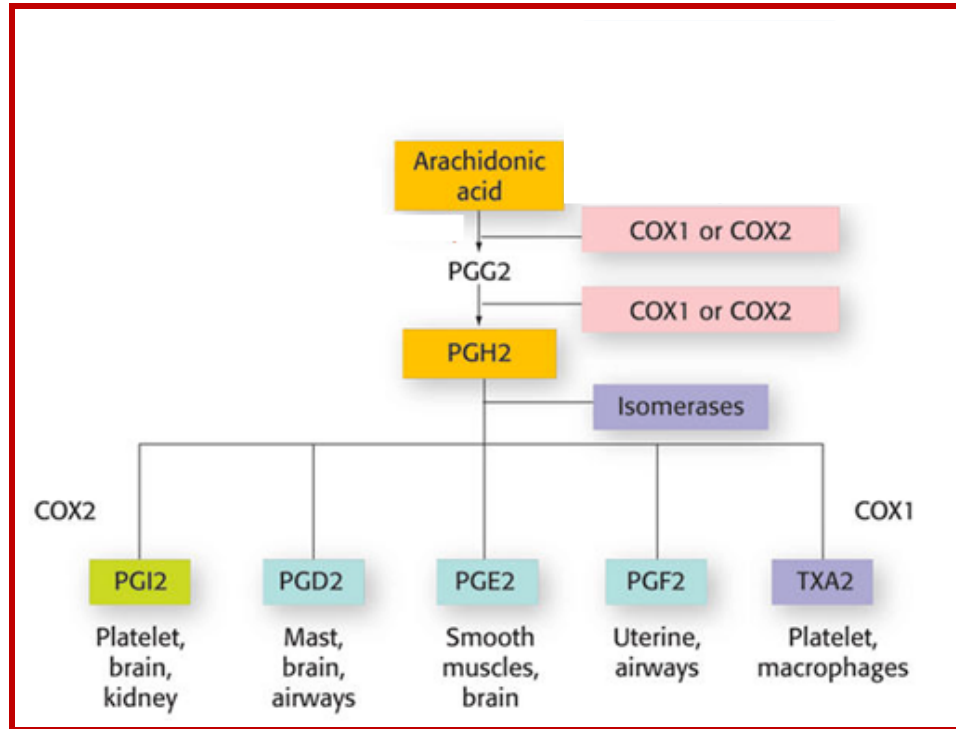 Arachidonic
acid
COX1 or COX2
PGG2
COX1 or COX2
PGH2
Isomerases
COX2
COX1
PGI2
PGD2
PGE2
PGF2
TXA2
Platelet,
brain,
kidney
Mast,
brain,
airways
Smooth
muscles,
brain
Uterine,
airways
Platelet,
macrophages